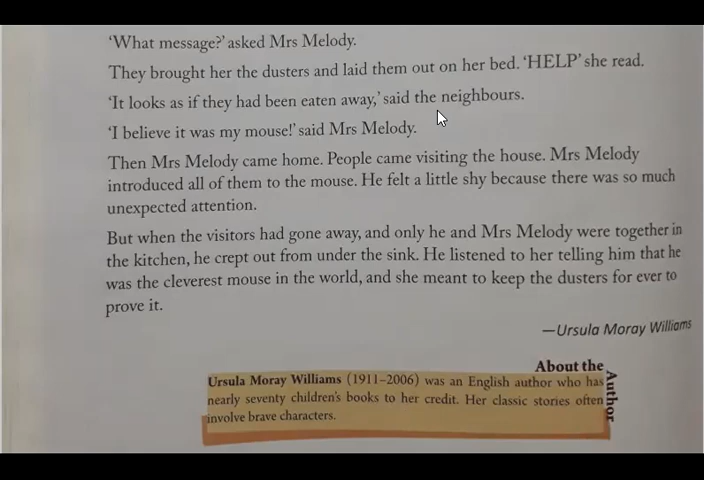 ‘What message?’ asked Mrs Melody.
They brought her the dusters and laid them out on her bed. ‘HELP’ she read.
‘It looks as if they had been eaten away,’ said the neighbours.
‘I believe it was my mouse!’ said Mrs Melody.
Then Mrs Melody came home. People came visiting the house. Mrs Melody
introduced all of them to the mouse. He felt a little shy because there was so much
unexpected attention.
But when the visitors had gone away, and only he and Mrs Melody were together in
the kitchen, he crept out from under the sink. He listened to her telling him that he
was the cleverest mouse in the world, and she meant to keep the dusters for ever to
prove it.
—Ursula Moray Williams
About the
Author
Ursula Moray Williams (1911–2006) was an English author who has
nearly seventy children's books to her credit. Her classic stories often
involve brave characters.